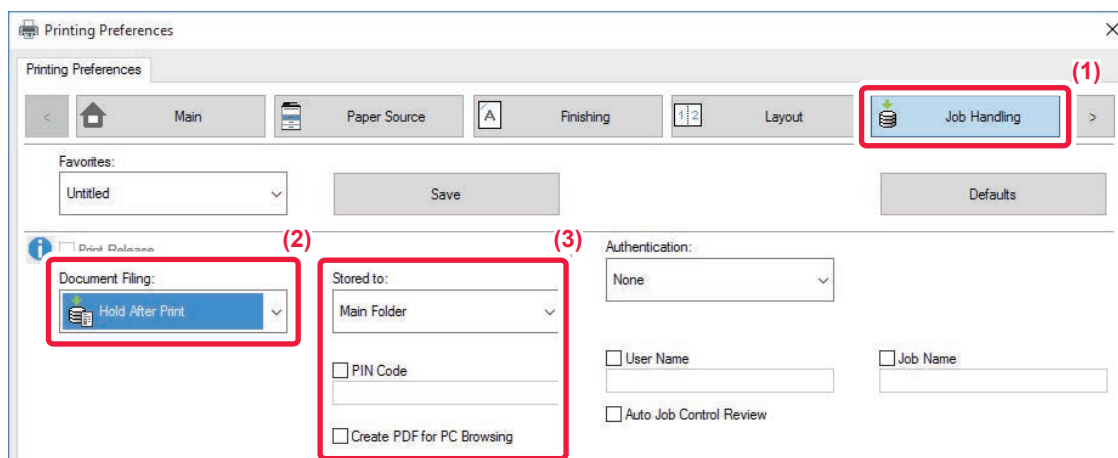 Printing Preferences
Printing Preferences
(1)
< Main Paper Source A Finishing 1 2 Layout Job Handling >
Favorites:
Untitled Save Defaults
(2) (3)
Print Release Authentication:
Document Filing: Stored to: None
Hold After Print Main Folder
User Name Job Name
PIN Code
Auto Job Control Review
Create PDF for PC Browsing